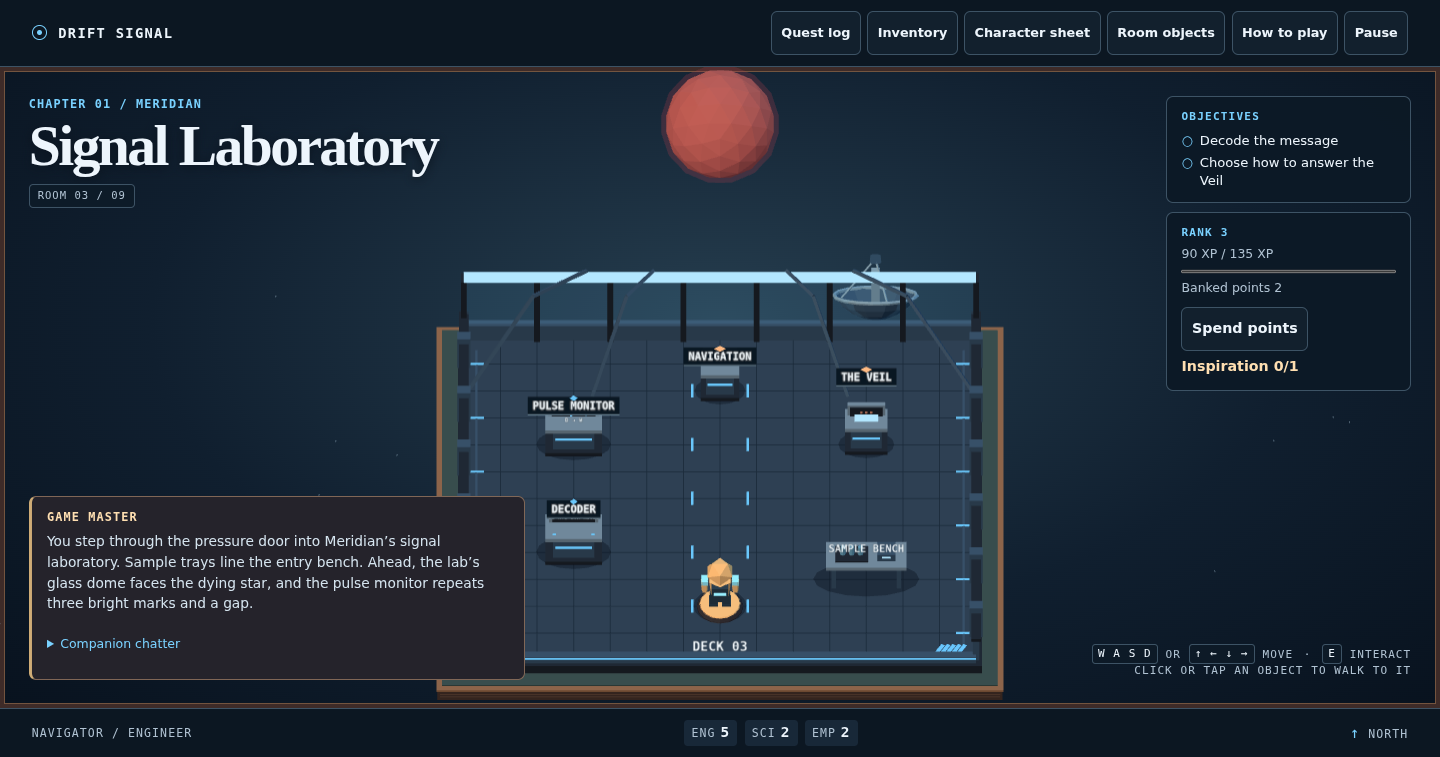 DRIFT SIGNAL
Quest log
Inventory
Character sheet
Room objects
How to play
Pause
CHAPTER 01 / MERIDIAN
Signal Laboratory
ROOM 03 / 09
OBJECTIVES
Decode the message
Choose how to answer the
Veil
RANK 3
90 XP / 135 XP
Banked points 2
Spend points
Inspiration 0/1
NAVIGATION
THE VEIL
PULSE MONITOR
DECODER
SAMPLE BENCH
DECK 03
GAME MASTER
You step through the pressure door into Meridian’s signal
laboratory. Sample trays line the entry bench. Ahead, the lab’s
glass dome faces the dying star, and the pulse monitor repeats
three bright marks and a gap.
▶ Companion chatter
W A S D OR ↑ ← ↓ → MOVE · E INTERACT
CLICK OR TAP AN OBJECT TO WALK TO IT
NAVIGATOR / ENGINEER
ENG 5
SCI 2
EMP 2
↑ NORTH